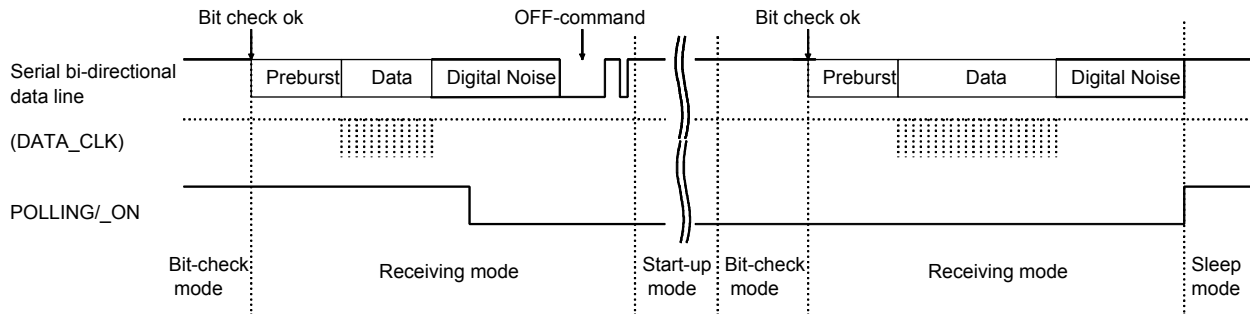 Bit check ok
OFF-command
Bit check ok
Serial bi-directional
data line
Preburst
Data
Digital Noise
Preburst
Data
Digital Noise
(DATA_CLK)
POLLING/_ON
Bit-check
mode
Receiving mode
Start-up
mode
Bit-check
mode
Receiving mode
Sleep
mode